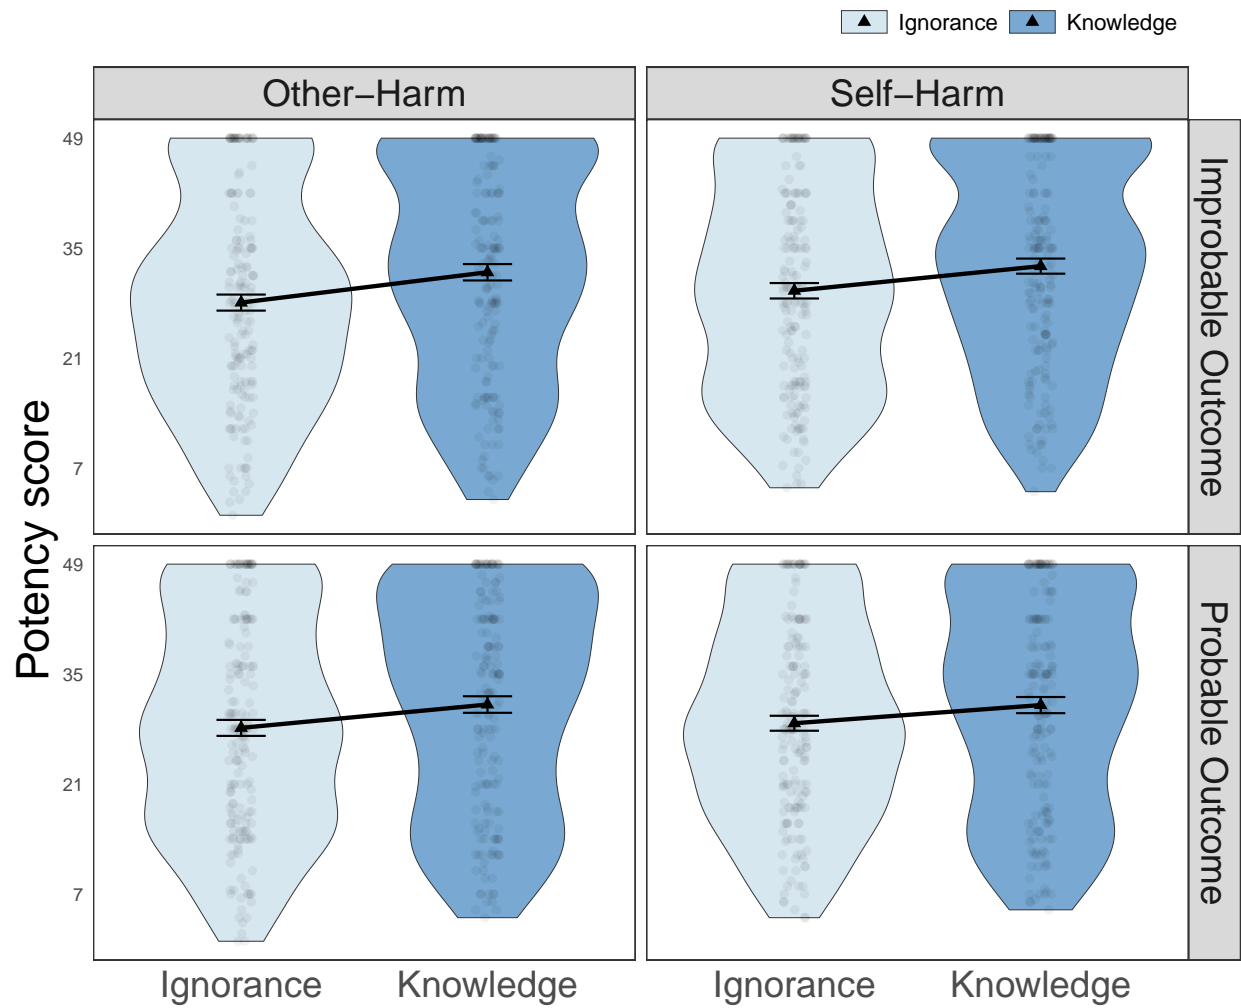 Ignorance Knowledge
Other−Harm Self−Harm
Improbable Outcome
49
35
21
7
Potency score
Probable Outcome
49
35
21
7
Ignorance Knowledge Ignorance Knowledge